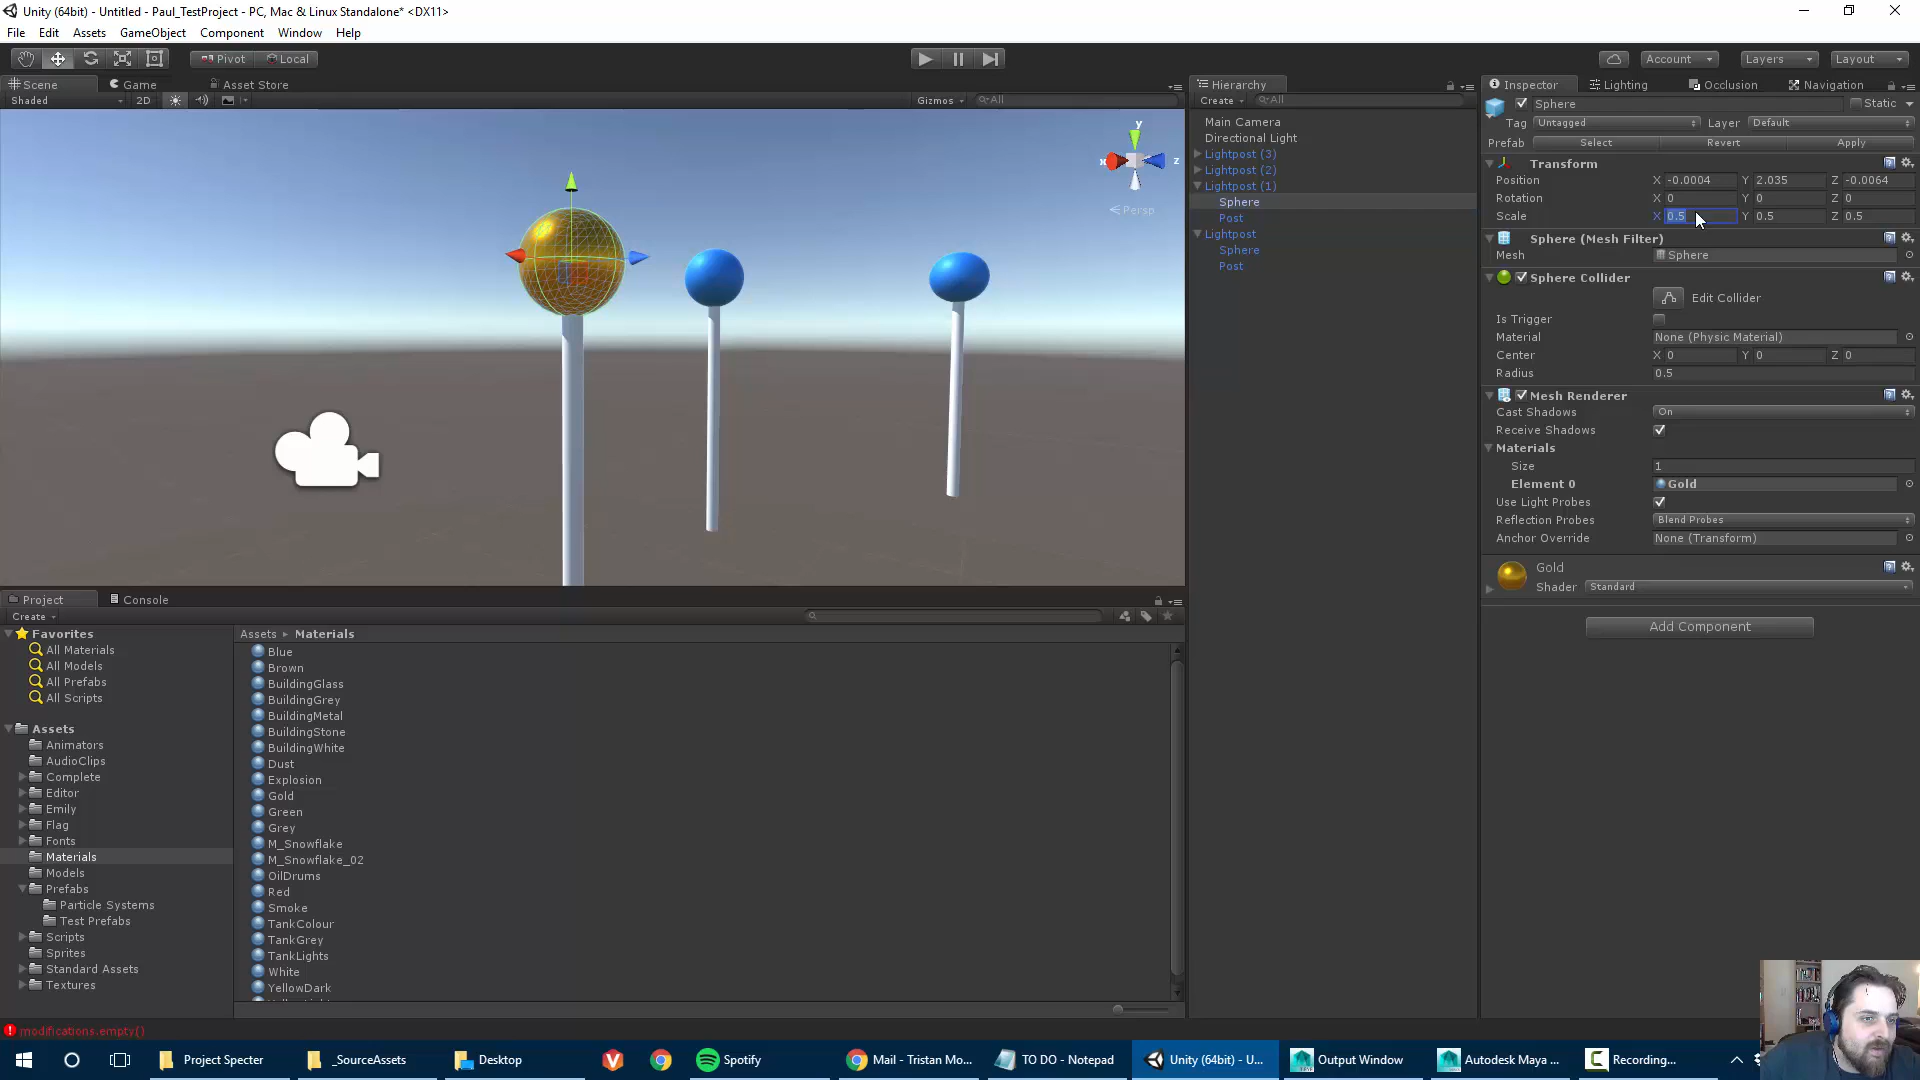 Unity (64bit) - Untitled - Paul_TestProject - PC, Mac & Linux Standalone* <DX11>
File Edit Assets GameObject Component Window Help
Pivot Local Account Layers Layout
Scene Game Asset Store
Shaded 2D Gizmos All
y
x z
Persp
Hierarchy
Create All
Main Camera
Directional Light
Lightpost (3)
Lightpost (2)
Lightpost (1)
Sphere
Post
Lightpost
Sphere
Post
Inspector Lighting Occlusion Navigation
Sphere Static
Tag Untagged Layer Default
Prefab Select Revert Apply
Transform
Position X -0.0004 Y 2.035 Z -0.0064
Rotation X 0 Y 0 Z 0
Scale X 0.5 Y 0.5 Z 0.5
Sphere (Mesh Filter)
Mesh Sphere
Sphere Collider
Edit Collider
Is Trigger
Material None (Physic Material)
Center X 0 Y 0 Z 0
Radius 0.5
Mesh Renderer
Cast Shadows On
Receive Shadows
Materials
Size 1
Element 0 Gold
Use Light Probes
Reflection Probes Blend Probes
Anchor Override None (Transform)
Gold
Shader Standard
Add Component
Project Console
Create
Favorites
All Materials
All Models
All Prefabs
All Scripts
Assets
Animators
AudioClips
Complete
Editor
Emily
Flag
Fonts
Materials
Models
Prefabs
Particle Systems
Test Prefabs
Scripts
Sprites
Standard Assets
Textures
Assets ▸ Materials
Blue
Brown
BuildingGlass
BuildingGrey
BuildingMetal
BuildingStone
BuildingWhite
Dust
Explosion
Gold
Green
Grey
M_Snowflake
M_Snowflake_02
OilDrums
Red
Smoke
TankColour
TankGrey
TankLights
White
YellowDark
modifications.empty()
Project Specter _SourceAssets Desktop Spotify Mail - Tristan Mo... TO DO - Notepad Unity (64bit) - U... Output Window Autodesk Maya ... Recording...